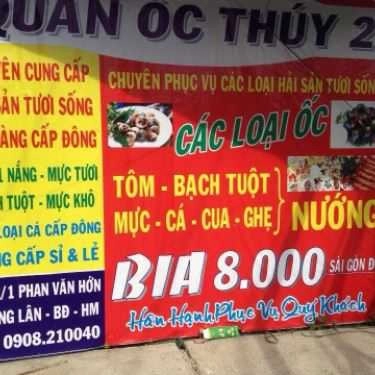 QUÁN ỐC THÚY 2
CHUYÊN PHỤC VỤ CÁC LOẠI HẢI SẢN TƯƠI SỐNG
CÁC LOẠI ỐC
TÔM - BẠCH TUỘT
MỰC - CÁ - CUA - GHẸ
NƯỚNG
BIA 8.000 SÀI GÒN
Hân Hạnh Phục Vụ Quý Khách
YÊN CUNG CẤP
SẢN TƯƠI SỐNG
ÀNG CẤP ĐÔNG
1 NẮNG - MỰC TƯƠI
TUỘT - MỰC KHÔ
LOẠI CÁ CẤP ĐÔNG
NG CẤP SỈ & LẺ
/1 PHAN VĂN HỚN
NG LÂN - BĐ - HM
0908.210040